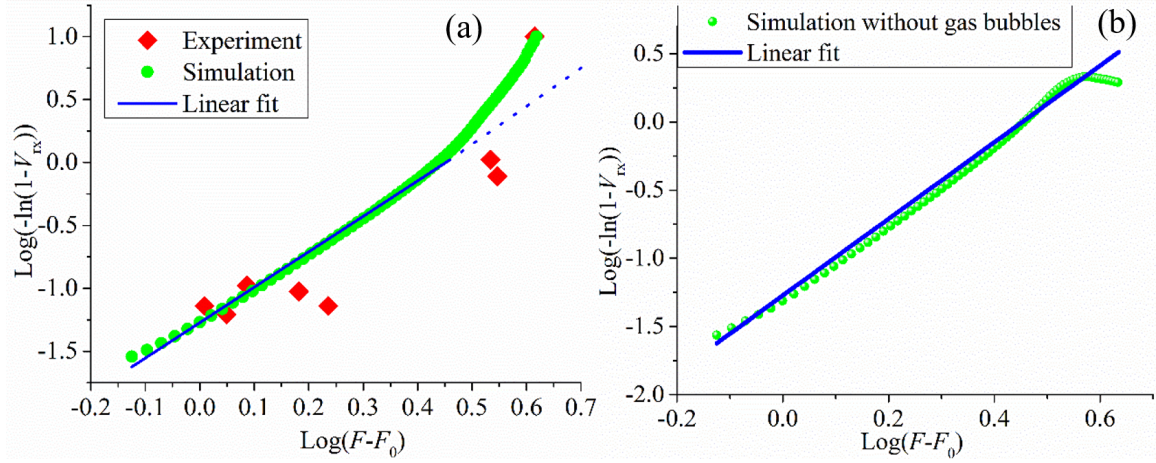 (a)
Experiment
Simulation
Linear fit
1.0
0.5
0.0
-0.5
-1.0
-1.5
Log(-ln(1-Vrx))
-0.2 -0.1 0.0 0.1 0.2 0.3 0.4 0.5 0.6 0.7
Log(F-F0)
(b)
Simulation without gas bubbles
Linear fit
0.5
0.0
-0.5
-1.0
-1.5
-2.0
Log(-ln(1-Vrx))
-0.2 0.0 0.2 0.4 0.6
Log(F-F0)